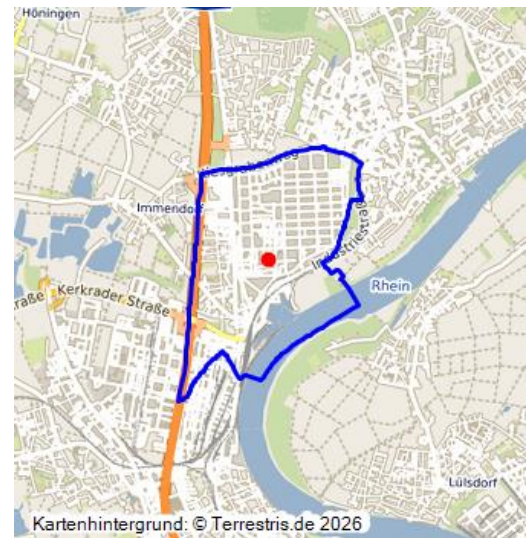 Höningen
Immendorf
Industriestraße
Rhein
Straße
Kerkrader Straße
Lülsdorf
Kartenhintergrund: © Terrestris.de 2026